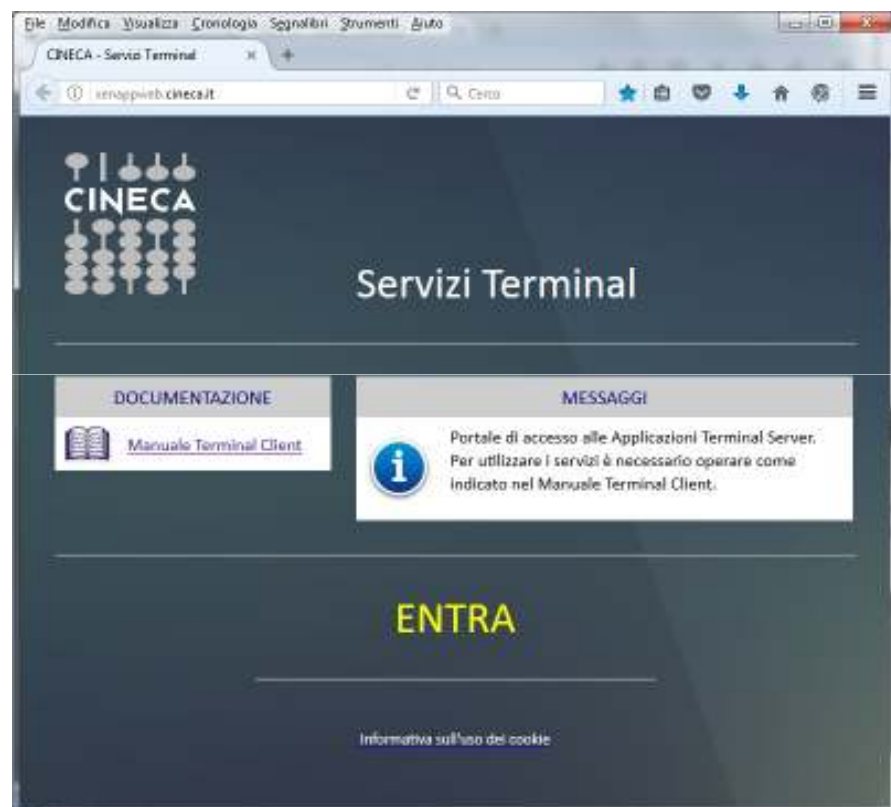 File Modifica Visualizza Cronologia Segnalibri Strumenti Aiuto
CINECA - Servizi Terminal × +
xenappweb.cineca.it Cerca
CINECA
Servizi Terminal
DOCUMENTAZIONE
Manuale Terminal Client
MESSAGGI
Portale di accesso alle Applicazioni Terminal Server.
Per utilizzare i servizi è necessario operare come
indicato nel Manuale Terminal Client.
ENTRA
Informativa sull'uso dei cookie